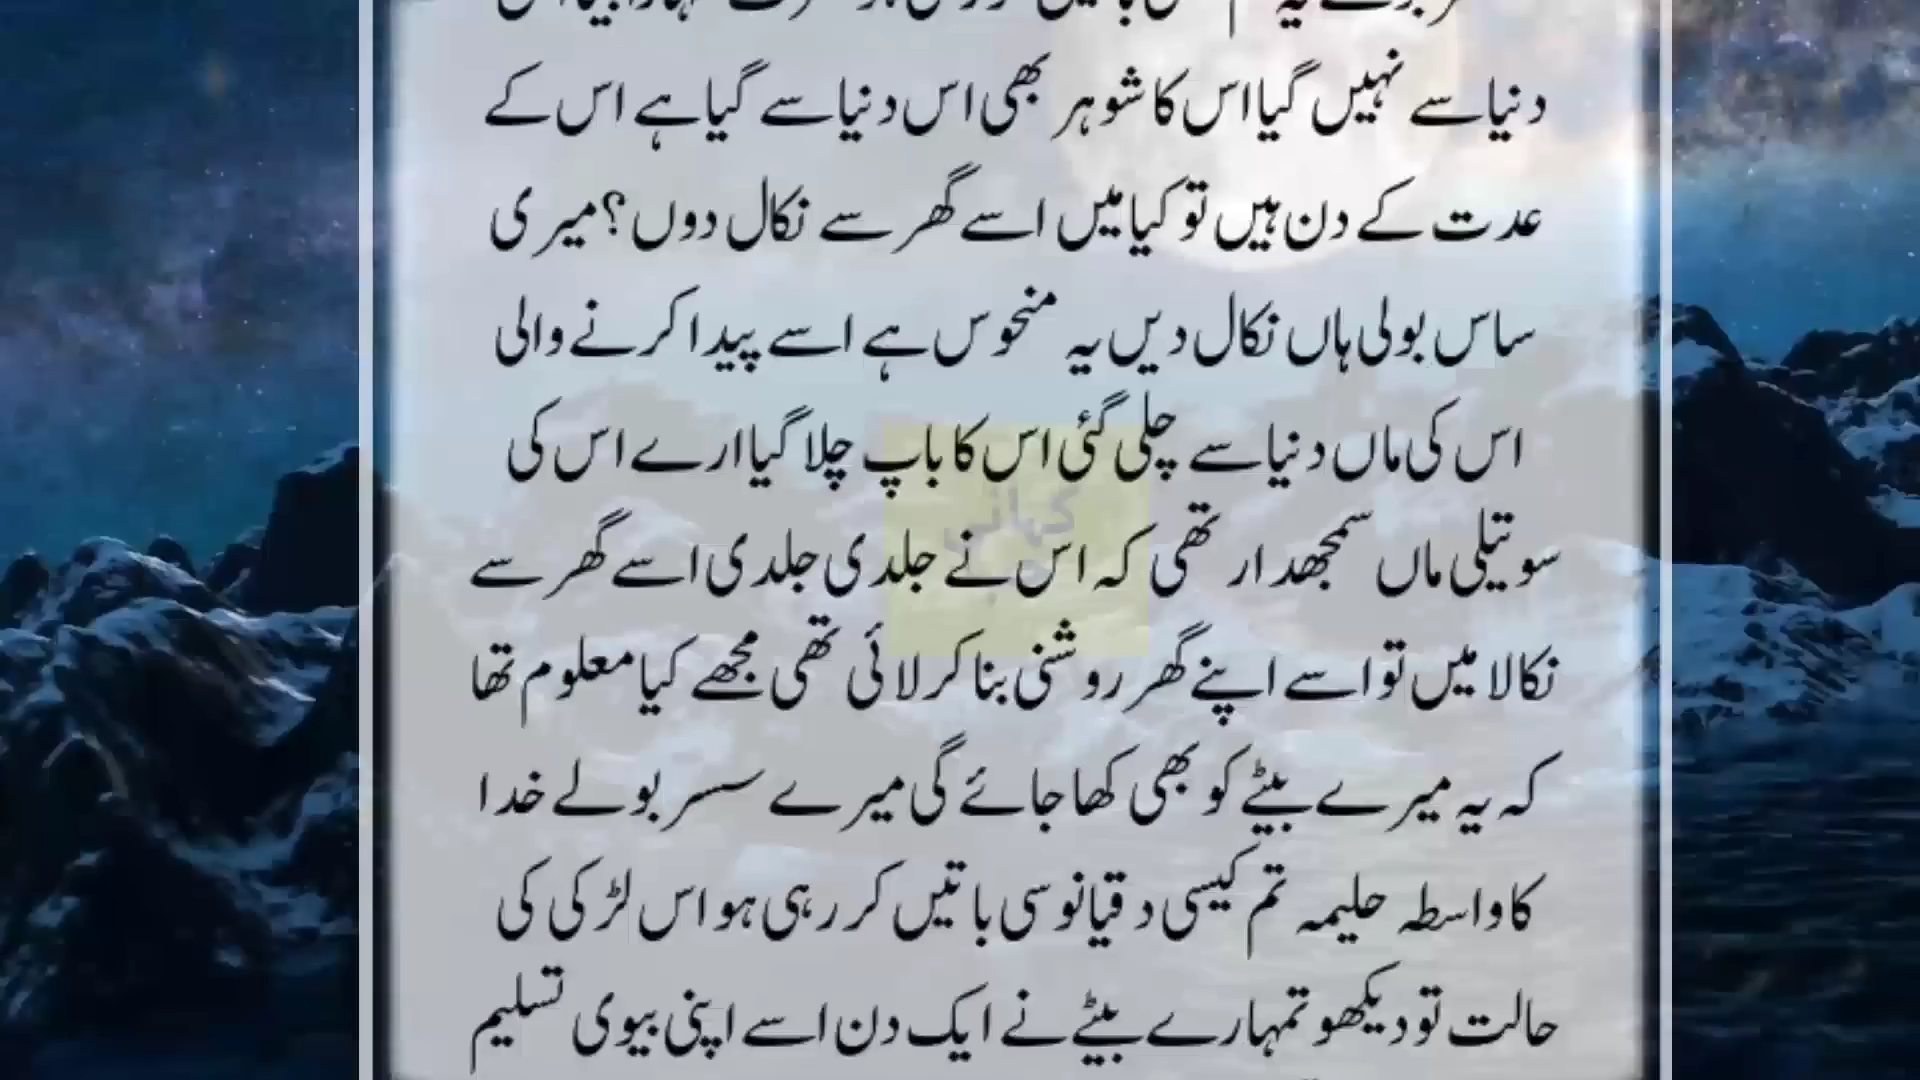 دنیا سے نہیں گیا اس کا شوہر بھی اس دنیا سے گیا ہے اس کے
عدت کے دن ہیں تو کیا میں اسے گھر سے نکال دوں؟ میری
ساس بولی ہاں نکال دیں یہ منحوس ہے اسے پیدا کرنے والی
اس کی ماں دنیا سے چلی گئی اس کا باپ چلا گیا ارے اس کی
سوتیلی ماں سمجھدار تھی کہ اس نے جلدی جلدی اسے گھر سے
نکالا میں تو اسے اپنے گھر روشنی بنا کر لائی تھی مجھے کیا معلوم تھا
کہ یہ میرے بیٹے کو بھی کھا جائے گی میرے سسر بولے خدا
کا واسطہ حلیمہ تم کیسی دقیانوسی باتیں کر رہی ہو اس لڑکی کی
حالت تو دیکھو تمہارے بیٹے نے ایک دن اسے اپنی بیوی تسلیم
کہانی